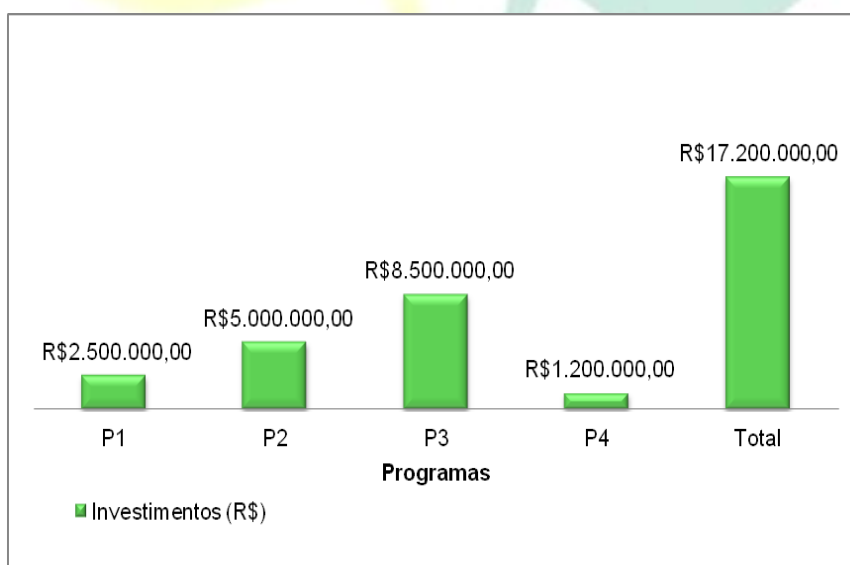 R$17.200.000,00
R$8.500.000,00
R$5.000.000,00
R$2.500.000,00
R$1.200.000,00
P1 P2 P3 P4 Total
Programas
Investimentos (R$)